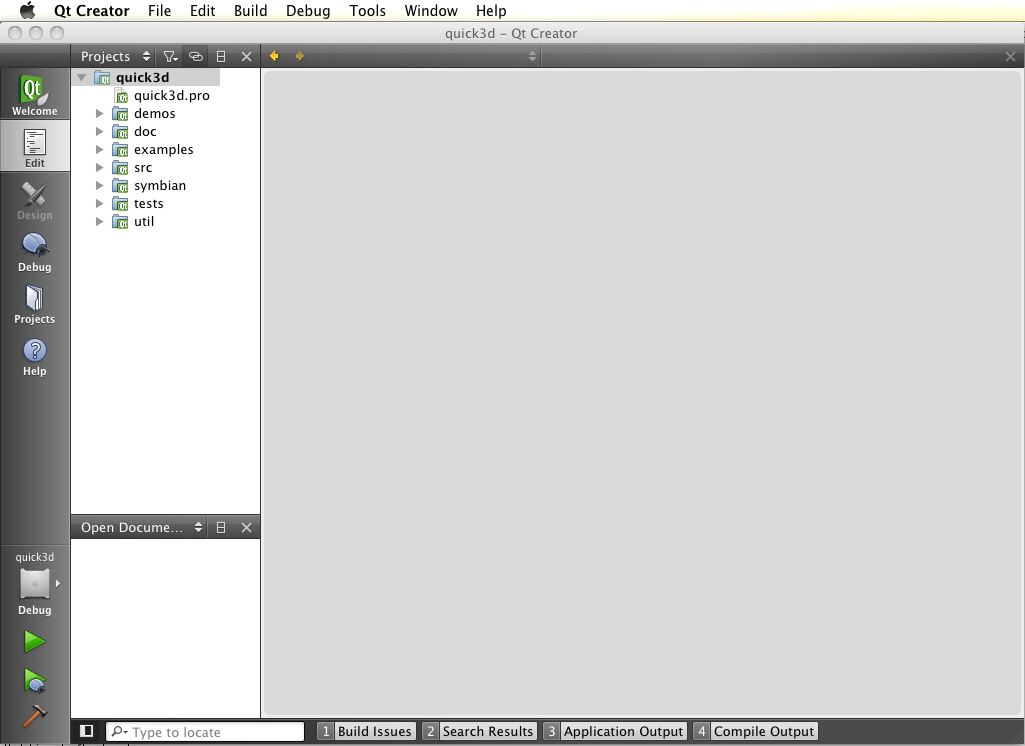 Qt Creator File Edit Build Debug Tools Window Help
quick3d – Qt Creator
Projects
Qt
Welcome
Edit
Design
Debug
Projects
?
Help
quick3d
quick3d.pro
demos
doc
examples
src
symbian
tests
util
Open Docume...
quick3d
Debug
Type to locate
1 Build Issues 2 Search Results 3 Application Output 4 Compile Output